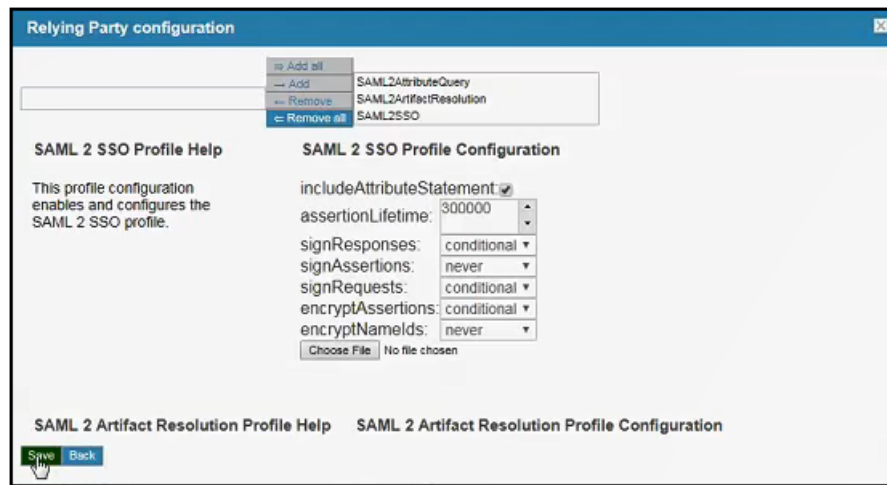 Relying Party configuration
⇒ Add all
→ Add
← Remove
⇐ Remove all
SAML2AttributeQuery
SAML2ArtifactResolution
SAML2SSO
SAML 2 SSO Profile Help
This profile configuration
enables and configures the
SAML 2 SSO profile.
SAML 2 SSO Profile Configuration
includeAttributeStatement:
assertionLifetime: 300000
signResponses: conditional
signAssertions: never
signRequests: conditional
encryptAssertions: conditional
encryptNameIds: never
Choose File No file chosen
SAML 2 Artifact Resolution Profile Help
SAML 2 Artifact Resolution Profile Configuration
Save Back